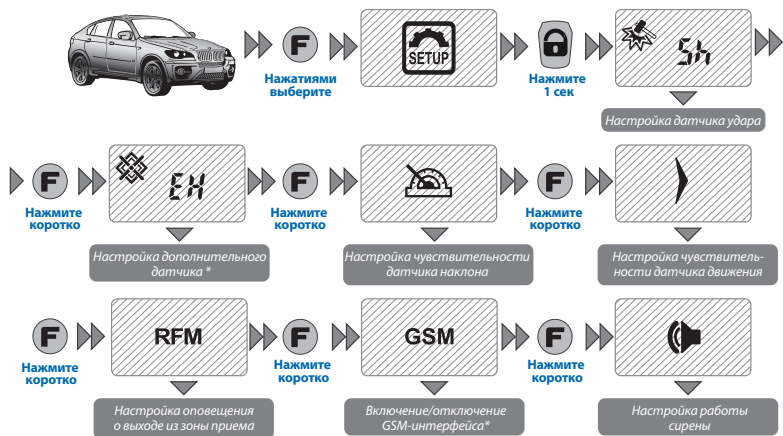 F
Нажатиями
выберите
SETUP
Нажмите
1 сек
Sh
Настройка датчика удара
F
Нажмите
коротко
EH
Настройка дополнительного
датчика *
F
Нажмите
коротко
Настройка чувствительности
датчика наклона
F
Нажмите
коротко
Настройка чувствитель-
ности датчика движения
F
Нажмите
коротко
RFM
Настройка оповещения
о выходе из зоны приема
F
Нажмите
коротко
GSM
Включение/отключение
GSM-интерфейса*
F
Нажмите
коротко
Настройка работы
сирены